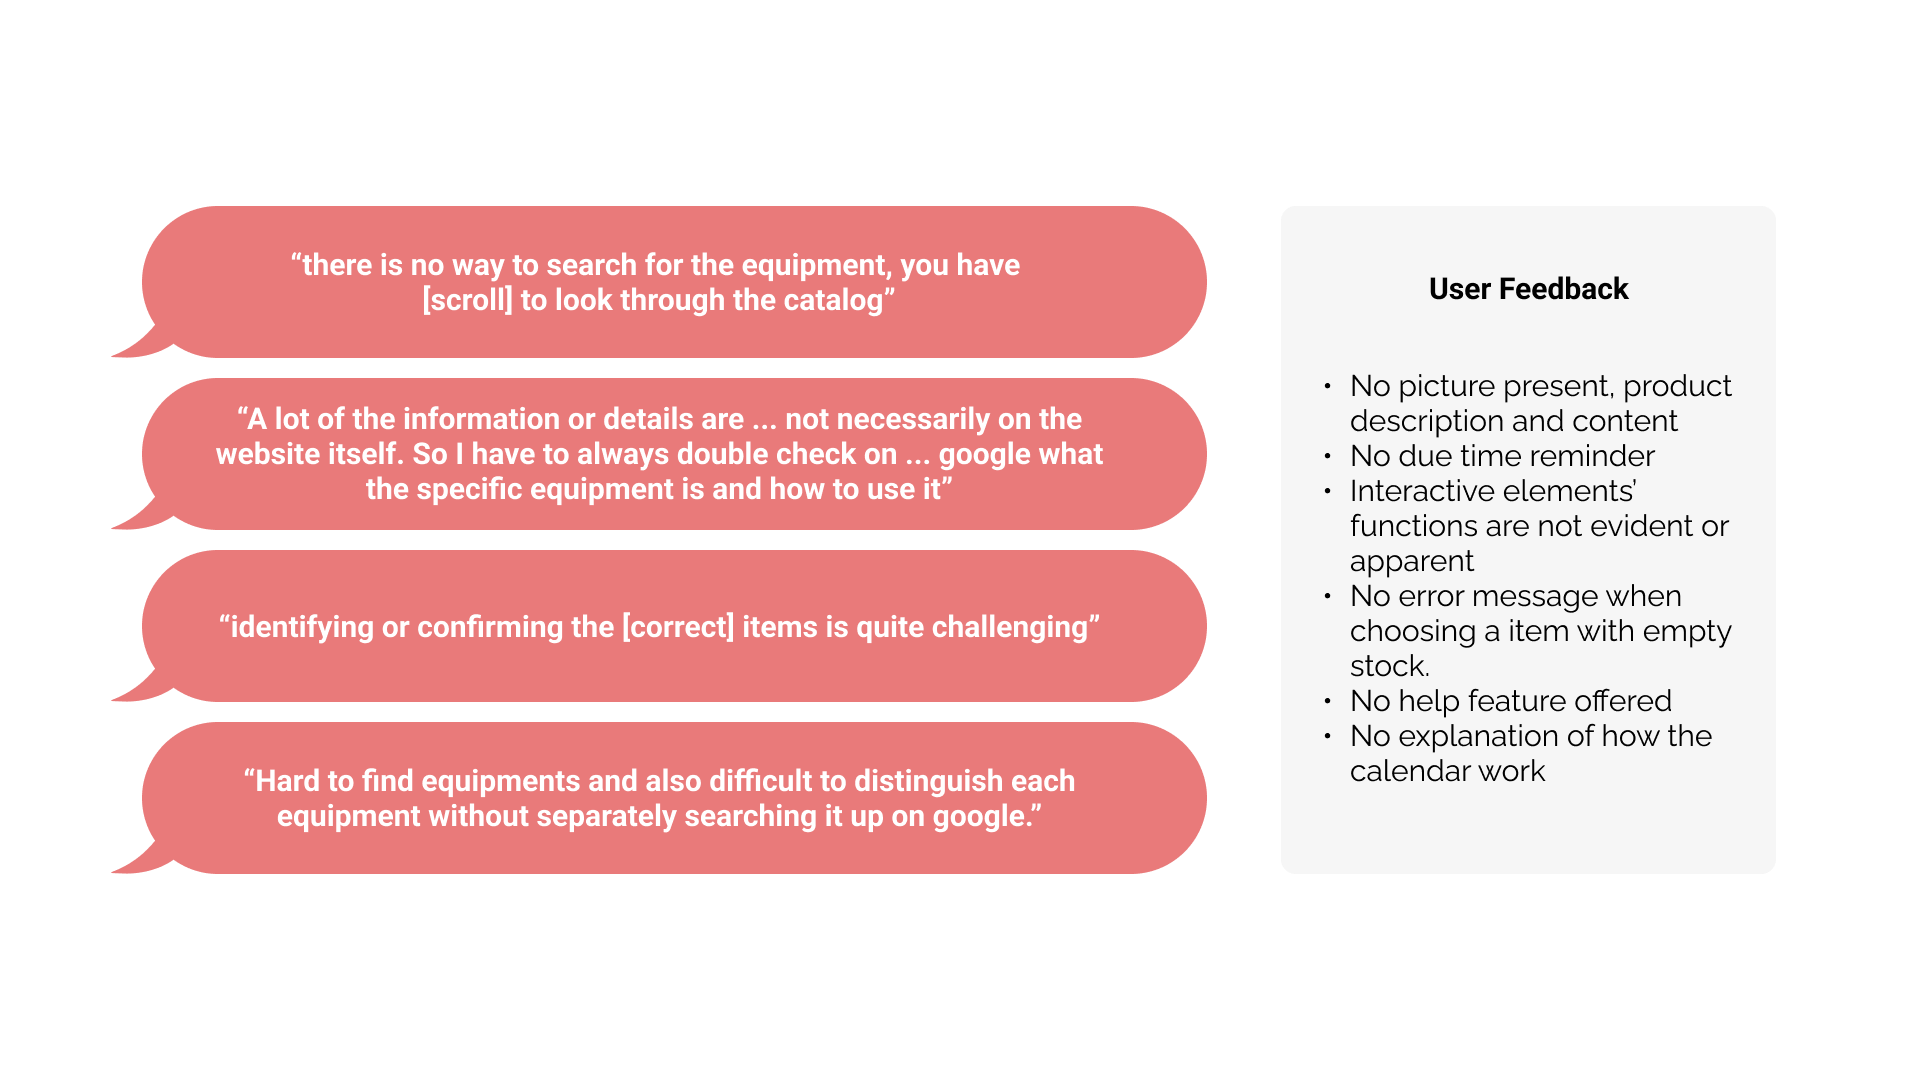 “there is no way to search for the equipment, you have
[scroll] to look through the catalog”
“A lot of the information or details are ... not necessarily on the
website itself. So I have to always double check on ... google what
the specific equipment is and how to use it”
“identifying or confirming the [correct] items is quite challenging”
“Hard to find equipments and also difficult to distinguish each
equipment without separately searching it up on google.”
User Feedback
• No picture present, product
description and content
• No due time reminder
• Interactive elements’
functions are not evident or
apparent
• No error message when
choosing a item with empty
stock.
• No help feature offered
• No explanation of how the
calendar work